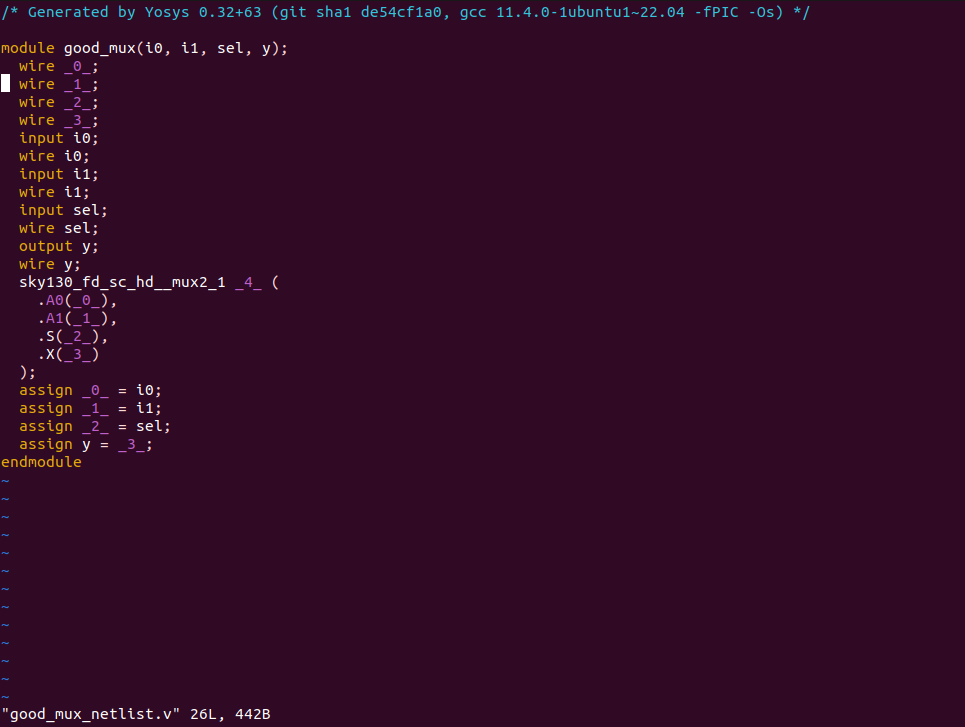 /* Generated by Yosys 0.32+63 (git sha1 de54cf1a0, gcc 11.4.0-1ubuntu1~22.04 -fPIC -Os) */

module good_mux(i0, i1, sel, y);
  wire _0_;
  wire _1_;
  wire _2_;
  wire _3_;
  input i0;
  wire i0;
  input i1;
  wire i1;
  input sel;
  wire sel;
  output y;
  wire y;
  sky130_fd_sc_hd__mux2_1 _4_ (
    .A0(_0_),
    .A1(_1_),
    .S(_2_),
    .X(_3_)
  );
  assign _0_ = i0;
  assign _1_ = i1;
  assign _2_ = sel;
  assign y = _3_;
endmodule
~
~
~
~
~
~
~
~
~
~
~
~
~
"good_mux_netlist.v" 26L, 442B